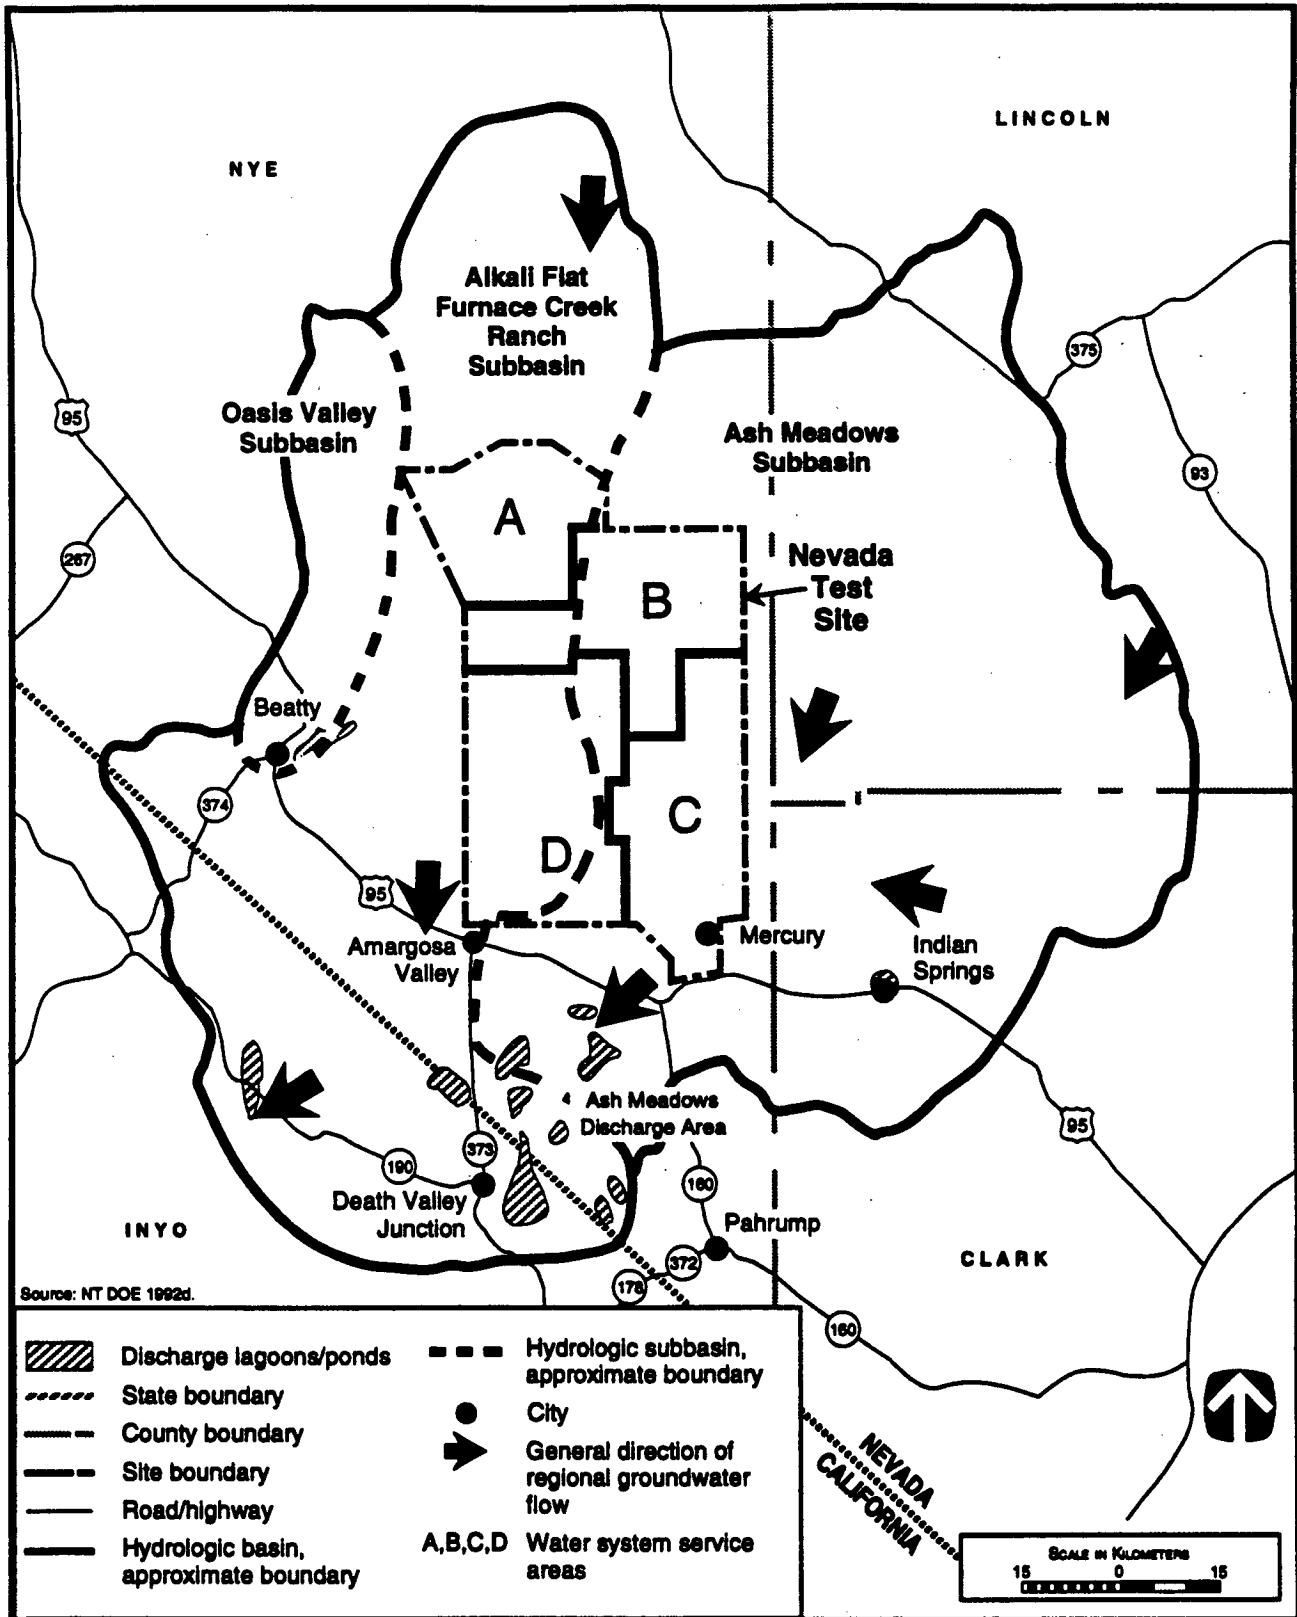 LINCOLN
NYE
Alkali Flat
Furnace Creek
Ranch
Subbasin
375
95
Oasis Valley
Subbasin
Ash Meadows
Subbasin
93
A
267
Nevada
Test
Site
B
Beatty
374
C
D
95
Amargosa
Valley
Mercury
Indian
Springs
Ash Meadows
Discharge Area
95
373
190
160
Death Valley
Junction
INYO
Pahrump
CLARK
372
178
160
Source: NT DOE 1992d.
Discharge lagoons/ponds
State boundary
County boundary
Site boundary
Road/highway
Hydrologic basin,
approximate boundary
Hydrologic subbasin,
approximate boundary
City
General direction of
regional groundwater
flow
A,B,C,D Water system service
areas
NEVADA
CALIFORNIA
SCALE IN KILOMETERS
15 0 15